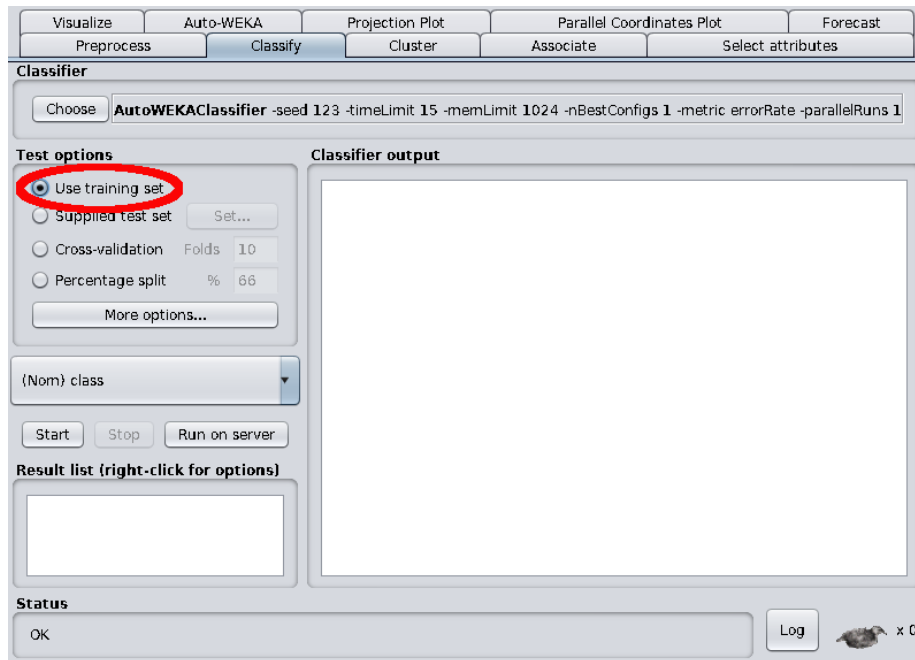 Visualize Auto-WEKA Projection Plot Parallel Coordinates Plot Forecast
Preprocess Classify Cluster Associate Select attributes
Classifier
Choose AutoWEKAClassifier -seed 123 -timeLimit 15 -memLimit 1024 -nBestConfigs 1 -metric errorRate -parallelRuns 1
Test options
Use training set
Supplied test set Set...
Cross-validation Folds 10
Percentage split % 66
More options...
(Nom) class
Start Stop Run on server
Result list (right-click for options)
Classifier output
Status
OK
Log x 0